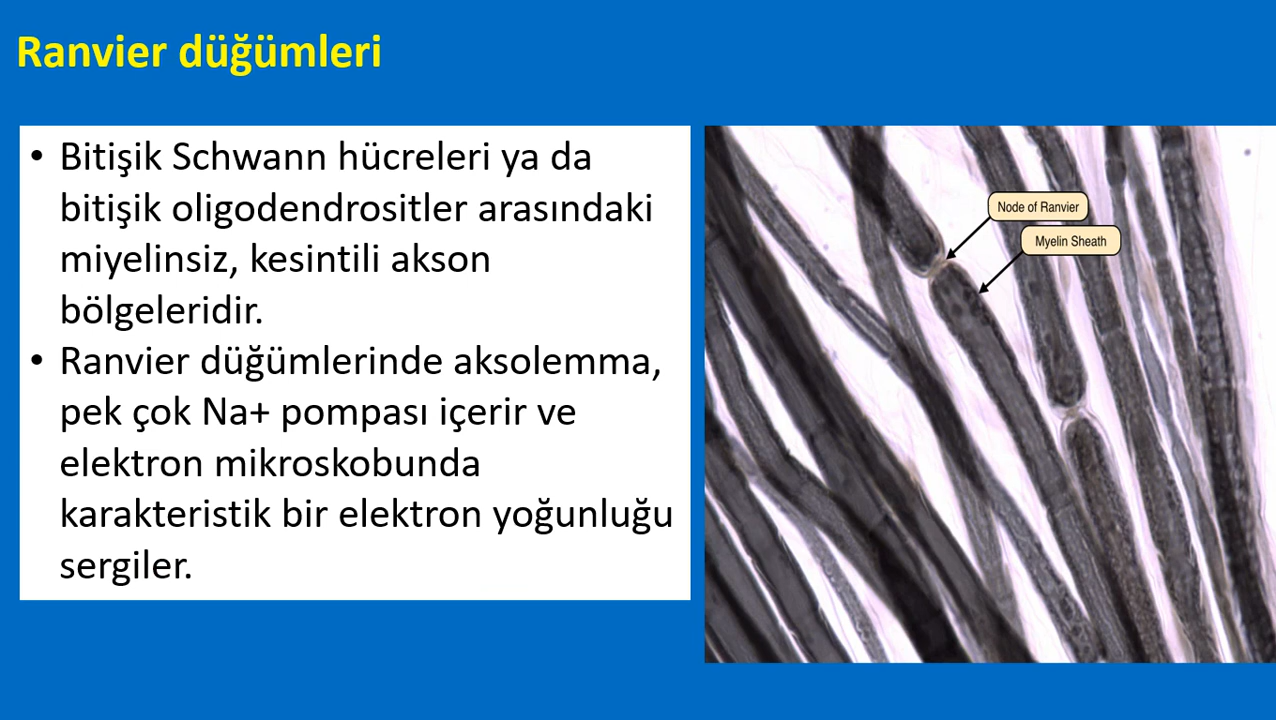 Ranvier düğümleri
• Bitişik Schwann hücreleri ya da
bitişik oligodendrositler arasındaki
miyelinsiz, kesintili akson
bölgeleridir.
• Ranvier düğümlerinde aksolemma,
pek çok Na+ pompası içerir ve
elektron mikroskobunda
karakteristik bir elektron yoğunluğu
sergiler.
Node of Ranvier
Myelin Sheath